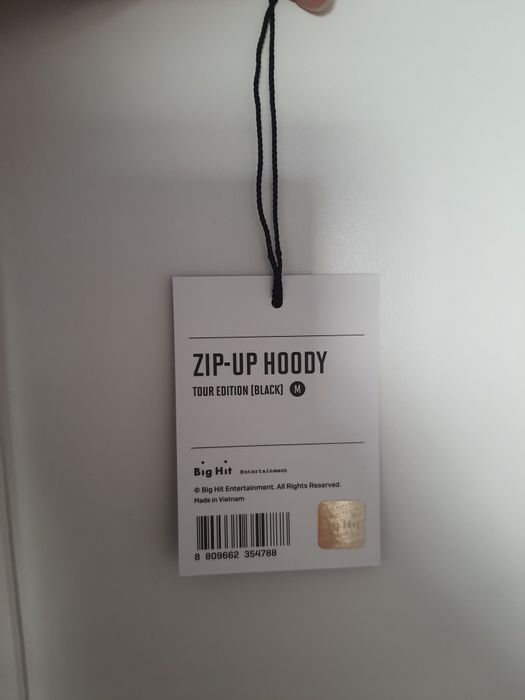 ZIP-UP HOODY
TOUR EDITION [BLACK] M
Big Hit Entertainment
© Big Hit Entertainment. All Rights Reserved.
Made in Vietnam
8 809662 354788